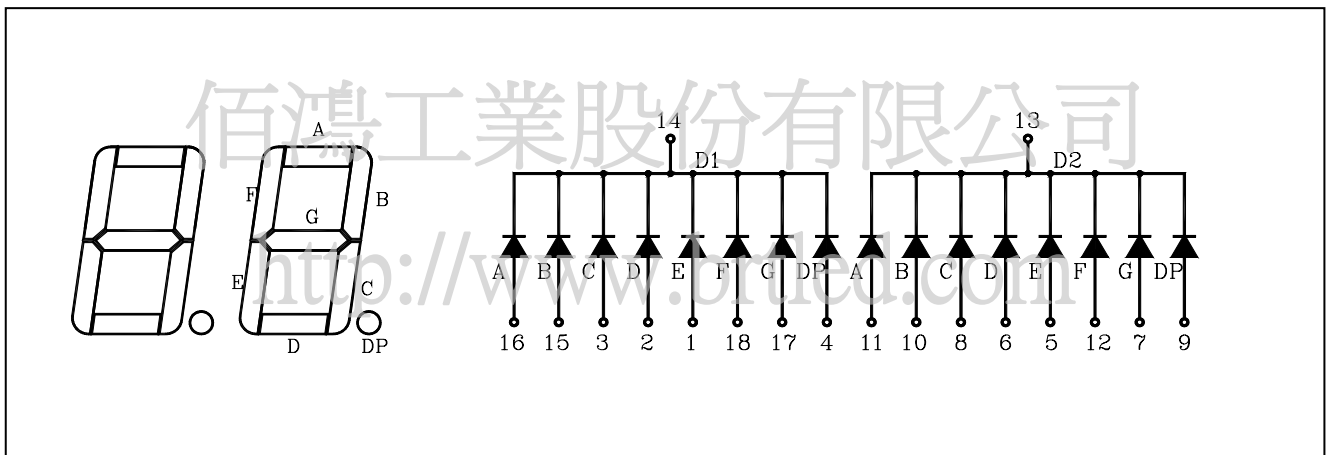 佰鴻工業股份有限公司
http://www.brtled.com
A
F
B
G
E
C
D
DP
14
13
D1
D2
A B C D E F G DP A B C D E F G DP
16 15 3 2 1 18 17 4 11 10 8 6 5 12 7 9